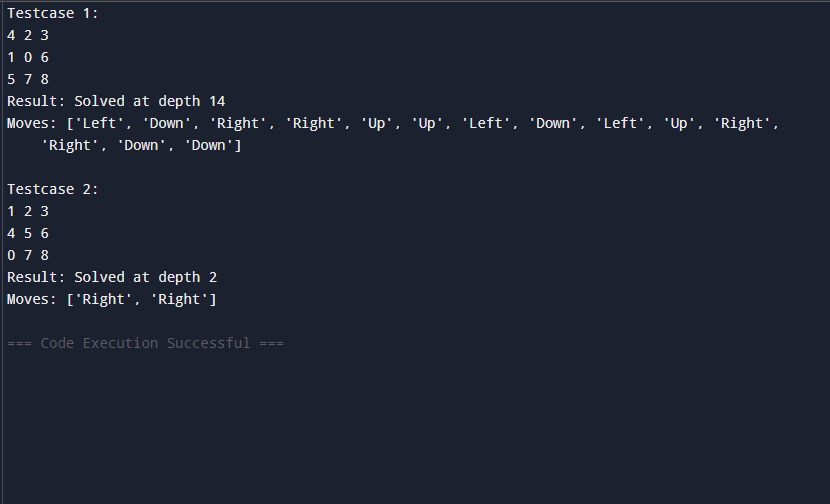 Testcase 1:
4 2 3
1 0 6
5 7 8
Result: Solved at depth 14
Moves: ['Left', 'Down', 'Right', 'Right', 'Up', 'Up', 'Left', 'Down', 'Left', 'Up', 'Right',
'Right', 'Down', 'Down']
Testcase 2:
1 2 3
4 5 6
0 7 8
Result: Solved at depth 2
Moves: ['Right', 'Right']
=== Code Execution Successful ===